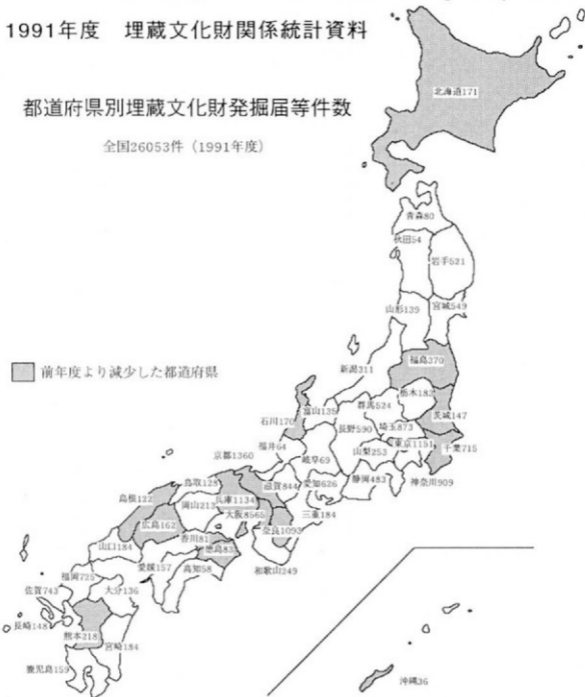 1991年度 埋蔵文化財関係統計資料
都道府県別埋蔵文化財発掘届等件数
全国26053件(1991年度)
北海道171
青森80
秋田54
岩手521
山形139
宮城549
福島370
新潟311
前年度より減少した都道府県
栃木182
富山135
群馬524
茨城147
石川170
長野590
埼玉873
福井64
東京1151
千葉715
京都1360
岐阜69
山梨253
鳥取128
滋賀844
愛知626
静岡483
神奈川909
島根132
兵庫1134
岡山213
大阪8565
三重184
広島162
奈良1093
香川81
山口184
徳島83
愛媛157
高知58
和歌山249
福岡725
大分136
佐賀743
長崎148
熊本218
宮崎184
鹿児島159
沖縄36